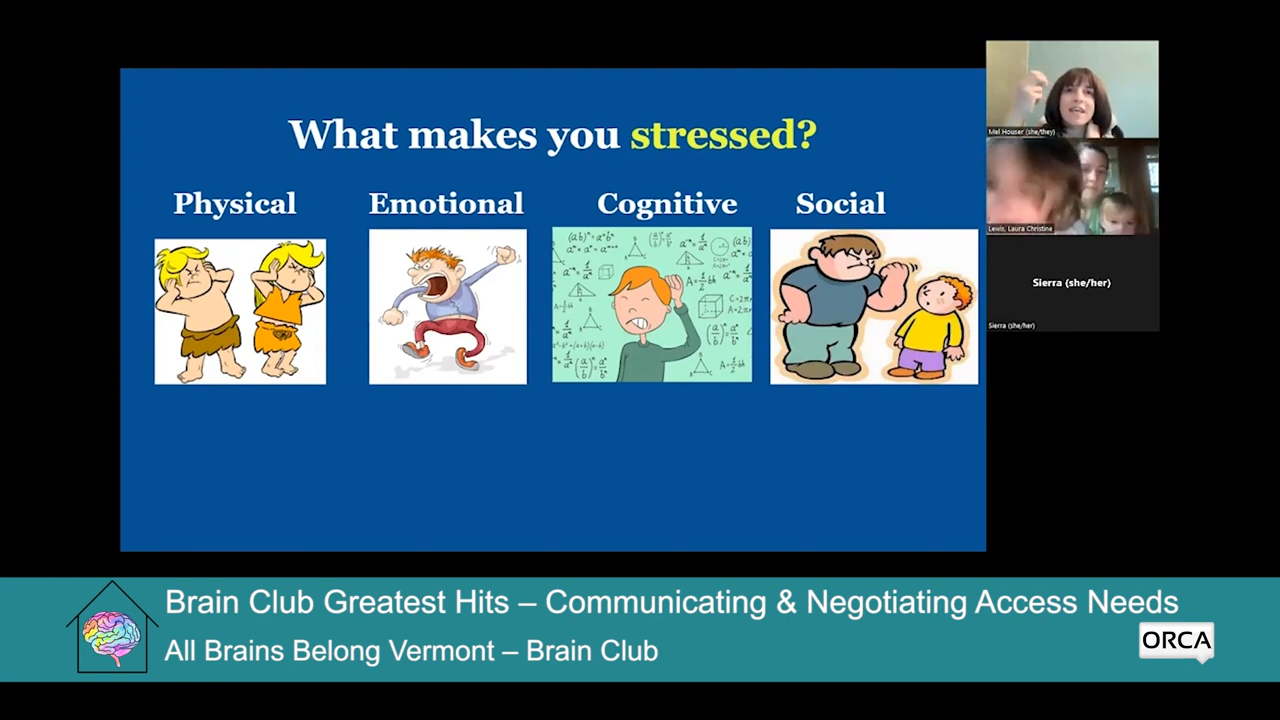 What makes you stressed?
Physical
Emotional
Cognitive
Social
Mel Houser (she/they)
Lewis, Laura Christine
Sierra (she/her)
Sierra (she/her)
Brain Club Greatest Hits – Communicating & Negotiating Access Needs
All Brains Belong Vermont – Brain Club
ORCA